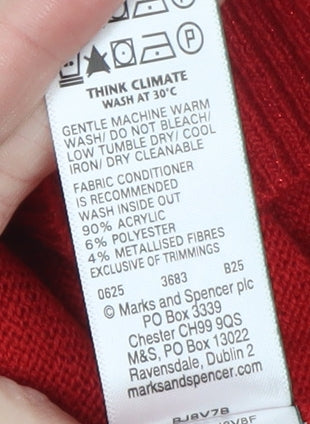 P
THINK CLIMATE
WASH AT 30°C
GENTLE MACHINE WARM
WASH/ DO NOT BLEACH/
LOW TUMBLE DRY/ COOL
IRON/ DRY CLEANABLE
FABRIC CONDITIONER
IS RECOMMENDED
WASH INSIDE OUT
90% ACRYLIC
6% POLYESTER
4% METALLISED FIBRES
EXCLUSIVE OF TRIMMINGS
0625 3683 B25
© Marks and Spencer plc
PO Box 3339
Chester CH99 9QS
M&S, PO Box 13022
Ravensdale, Dublin 2
marksandspencer.com
BJ8V78